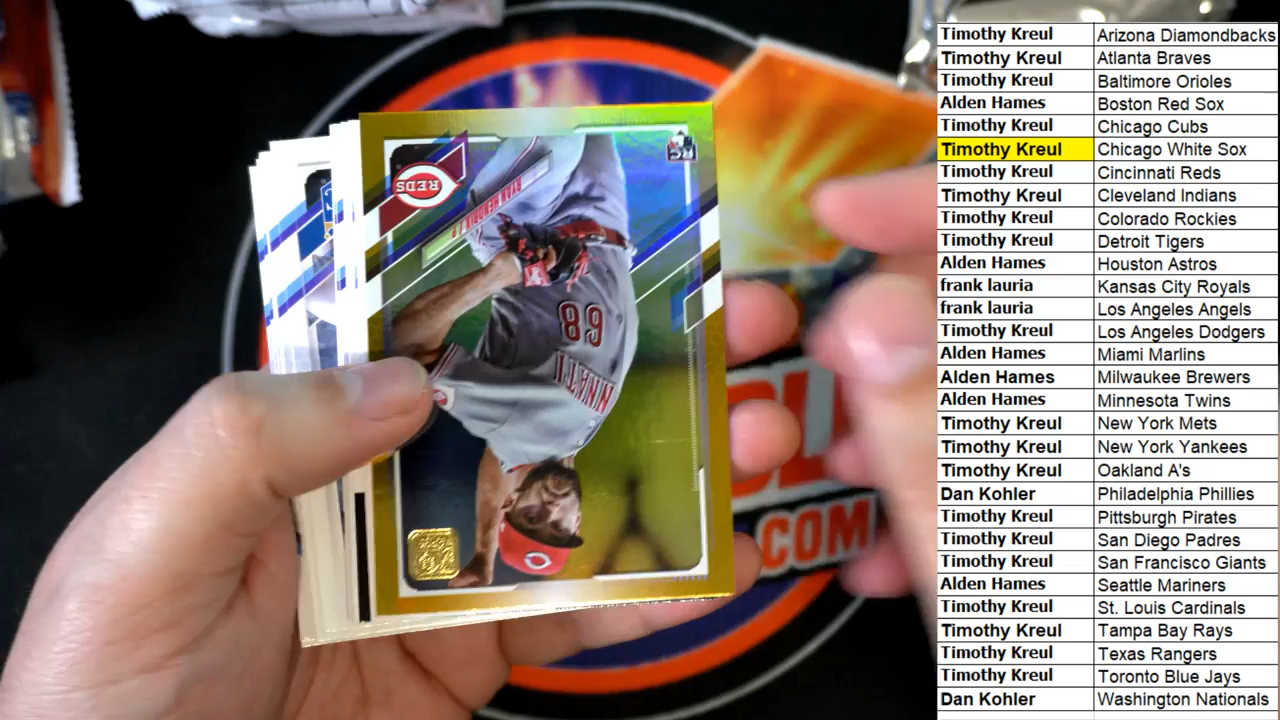 REDS
RC
RYAN HENDRIX / P
68
NNATI
C
.COM
Timothy Kreul Arizona Diamondbacks
Timothy Kreul Atlanta Braves
Timothy Kreul Baltimore Orioles
Alden Hames Boston Red Sox
Timothy Kreul Chicago Cubs
Timothy Kreul Chicago White Sox
Timothy Kreul Cincinnati Reds
Timothy Kreul Cleveland Indians
Timothy Kreul Colorado Rockies
Timothy Kreul Detroit Tigers
Alden Hames Houston Astros
frank lauria Kansas City Royals
frank lauria Los Angeles Angels
Timothy Kreul Los Angeles Dodgers
Alden Hames Miami Marlins
Alden Hames Milwaukee Brewers
Alden Hames Minnesota Twins
Timothy Kreul New York Mets
Timothy Kreul New York Yankees
Timothy Kreul Oakland A's
Dan Kohler Philadelphia Phillies
Timothy Kreul Pittsburgh Pirates
Timothy Kreul San Diego Padres
Timothy Kreul San Francisco Giants
Alden Hames Seattle Mariners
Timothy Kreul St. Louis Cardinals
Timothy Kreul Tampa Bay Rays
Timothy Kreul Texas Rangers
Timothy Kreul Toronto Blue Jays
Dan Kohler Washington Nationals